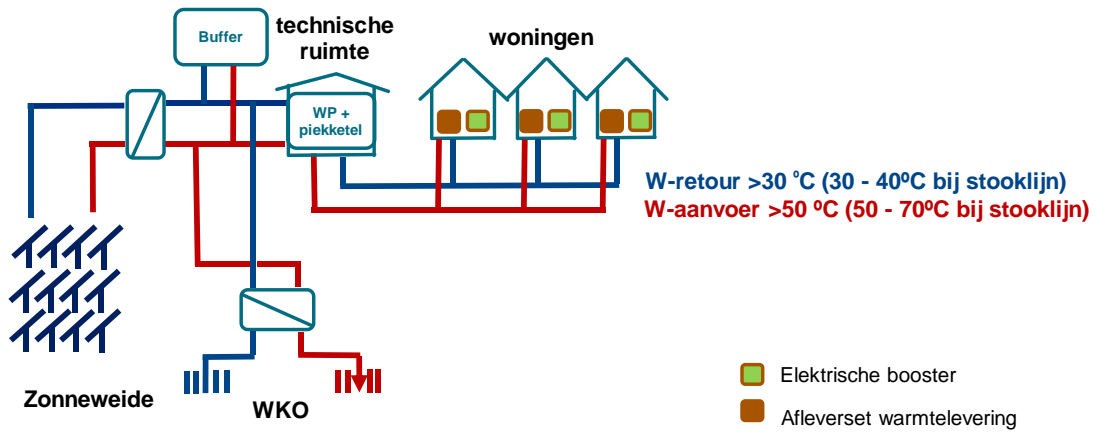 Buffer
technische
ruimte
woningen
WP +
piekketel
W-retour >30 °C (30 - 40ºC bij stooklijn)
W-aanvoer >50 ºC (50 - 70ºC bij stooklijn)
Zonneweide
WKO
Elektrische booster
Afleverset warmtelevering